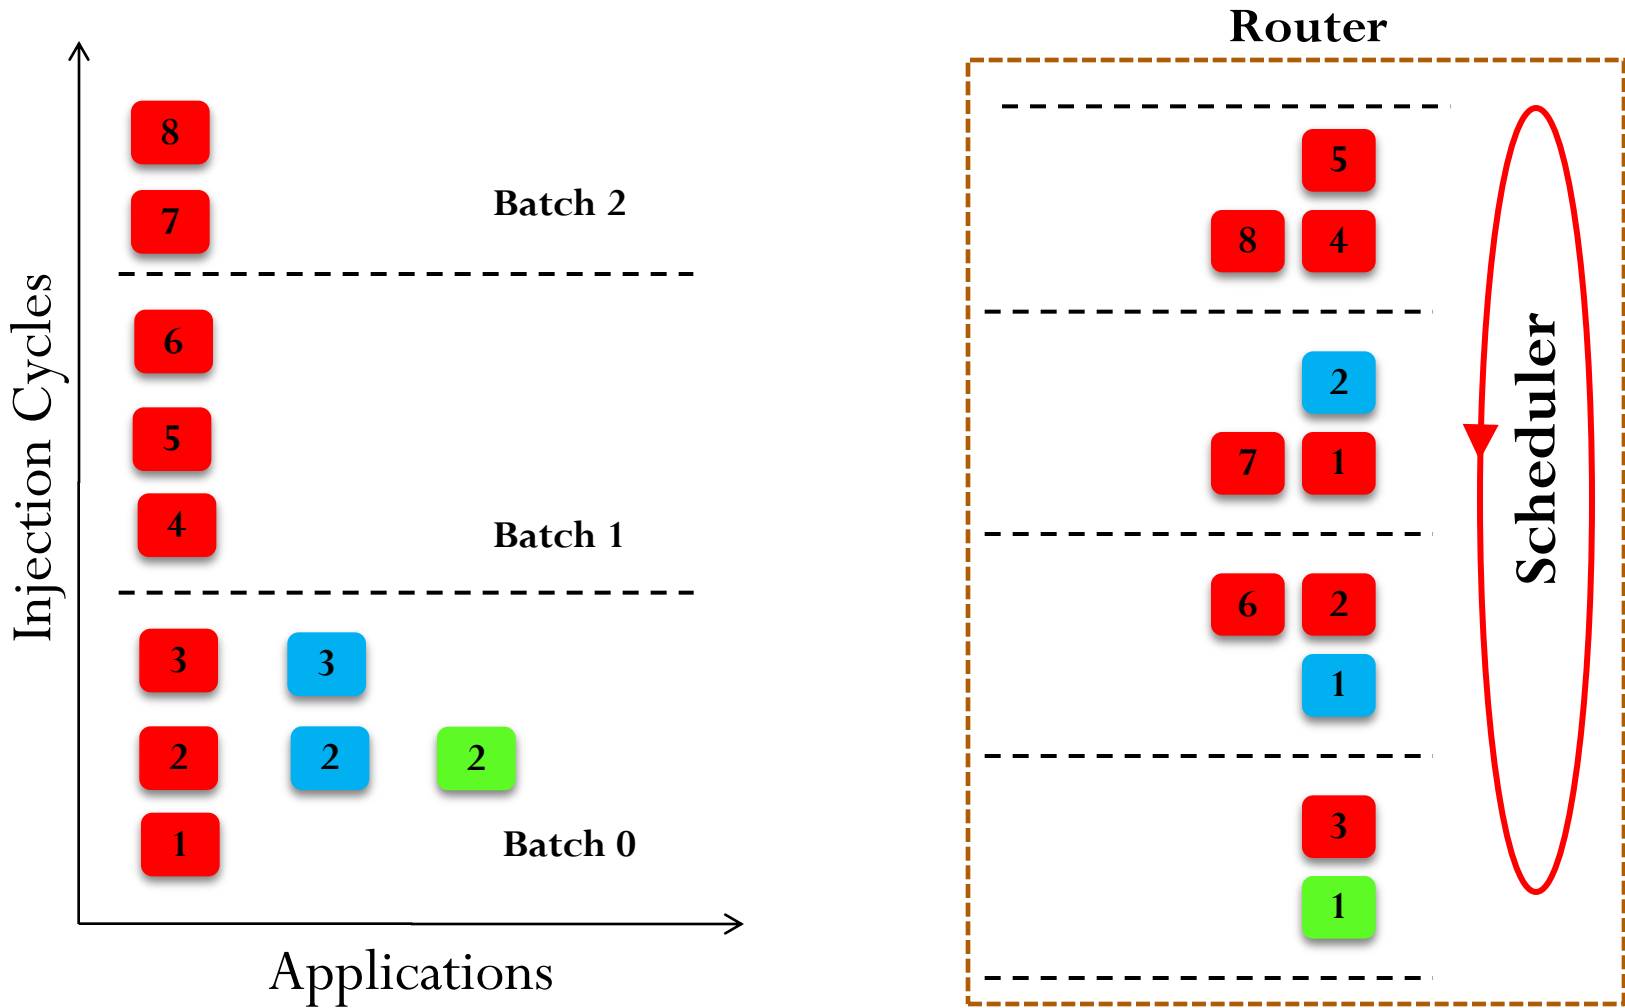 Router
Injection Cycles
8
7
Batch 2
6
5
4
Batch 1
3 3
2 2 2
1
Batch 0
Applications
5
8 4
2
7 1
6 2
1
3
1
Scheduler